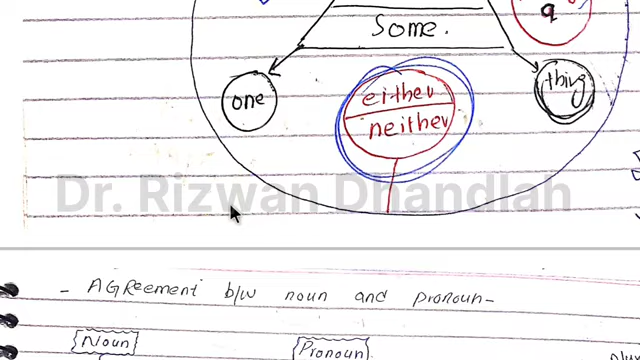 a
Some.
one
either
thing
neither
Dr. Rizwan Dhandlah
- AGReement b/w noun and pronoun-
Noun
Pronoun